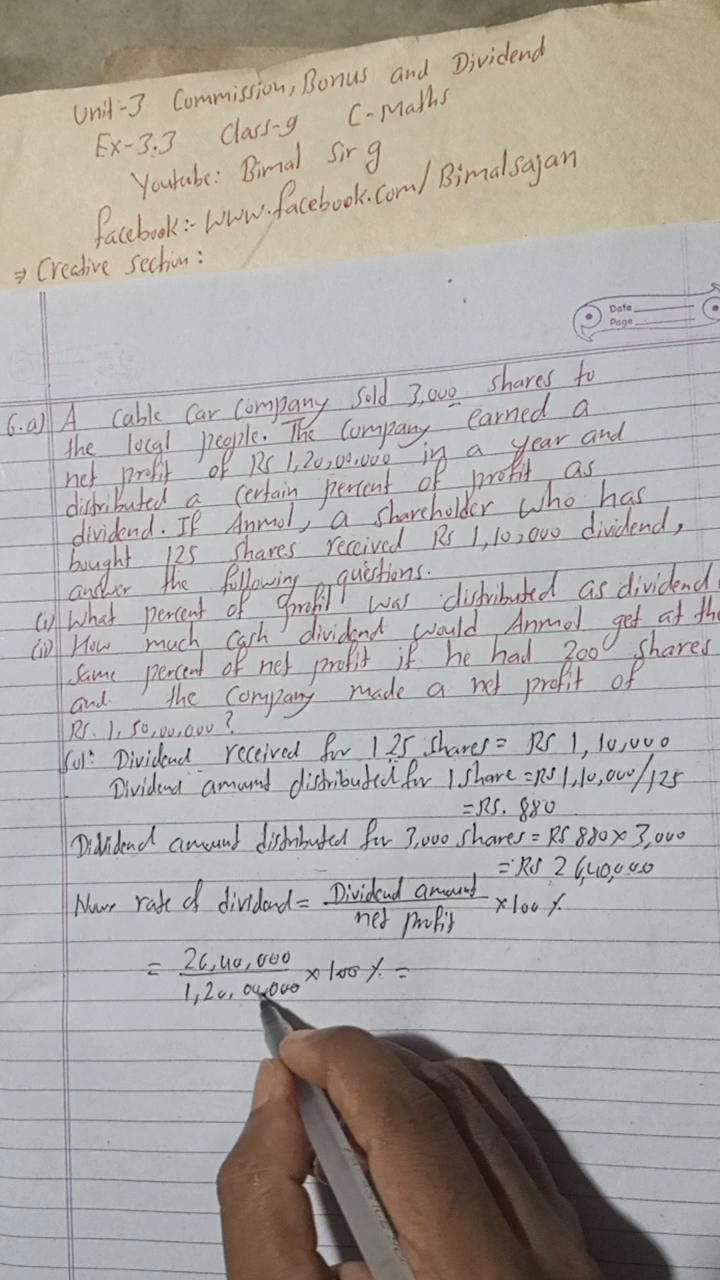 Unit-3 Commission, Bonus and Dividend
Ex-3.3 Class-9 C-Maths
Youtube: Bimal Sir g
facebook:- www.facebook.com/Bimalsajan
⇒ Creative section:
Date
Page
6.a) A Cable Car Company sold 3,000 shares to
the local people. The Company earned a
net profit of Rs 1,20,00,000 in a year and
distributed a certain percent of profit as
dividend. If Anmol, a shareholder who has
bought 125 shares received Rs 1,10,000 dividend,
answer the following questions.
(i) What percent of profit was distributed as dividend
(ii) How much cash dividend would Anmol get at the
same percent of net profit if he had 200 shares
and the Company made a net profit of
Rs. 1,50,00,000?
Sol: Dividend received for 125 shares = Rs 1,10,000
Dividend amount distributed for 1 share = Rs 1,10,000/125
= Rs. 880
Dividend amount distributed for 3,000 shares = Rs 880 × 3,000
= Rs 26,40,000
Now rate of dividend = Dividend amount / net profit × 100 %
= 26,40,000 / 1,20,00,000 × 100 % =